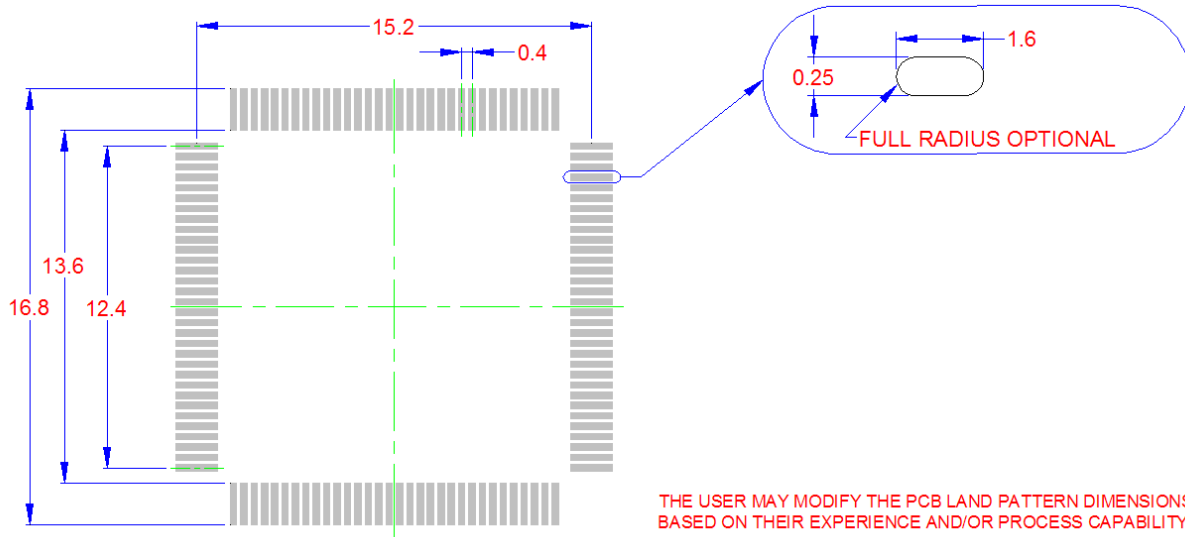 15.2
0.4
1.6
0.25
FULL RADIUS OPTIONAL
13.6
16.8
12.4
THE USER MAY MODIFY THE PCB LAND PATTERN DIMENSIONS
BASED ON THEIR EXPERIENCE AND/OR PROCESS CAPABILITY